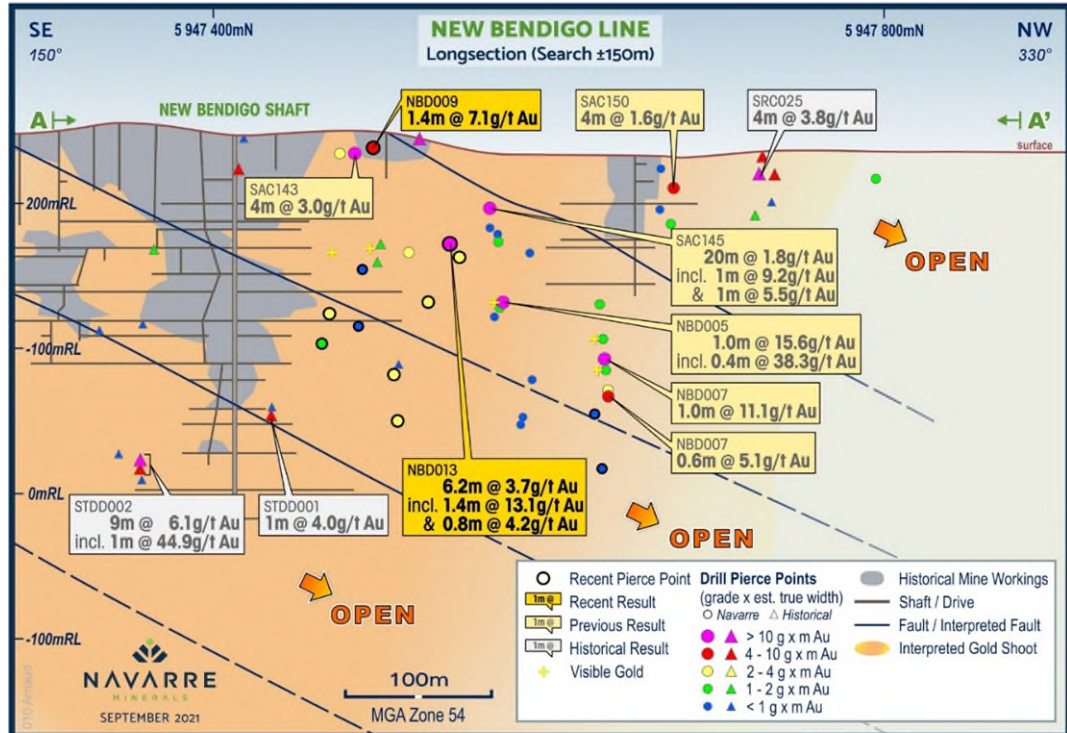 SE
150°
5 947 400mN
NEW BENDIGO LINE
Longsection (Search ±150m)
5 947 800mN
NW
330°
A
NEW BENDIGO SHAFT
A'
surface
NBD009
1.4m @ 7.1g/t Au
SAC150
4m @ 1.6g/t Au
SRC025
4m @ 3.8g/t Au
SAC143
4m @ 3.0g/t Au
200mRL
SAC145
20m @ 1.8g/t Au
incl. 1m @ 9.2g/t Au
& 1m @ 5.5g/t Au
OPEN
NBD005
1.0m @ 15.6g/t Au
incl. 0.4m @ 38.3g/t Au
-100mRL
NBD007
1.0m @ 11.1g/t Au
NBD007
0.6m @ 5.1g/t Au
NBD013
6.2m @ 3.7g/t Au
incl. 1.4m @ 13.1g/t Au
& 0.8m @ 4.2g/t Au
0mRL
STDD002
9m @ 6.1g/t Au
incl. 1m @ 44.9g/t Au
STDD001
1m @ 4.0g/t Au
OPEN
OPEN
-100mRL
Recent Pierce Point
1m @
Recent Result
1m @
Previous Result
1m @
Historical Result
Visible Gold
Drill Pierce Points
(grade x est. true width)
Navarre Historical
> 10 g x m Au
4 - 10 g x m Au
2 - 4 g x m Au
1 - 2 g x m Au
< 1 g x m Au
Historical Mine Workings
Shaft / Drive
Fault / Interpreted Fault
Interpreted Gold Shoot
NAVARRE
MINERALS
SEPTEMBER 2021
100m
MGA Zone 54